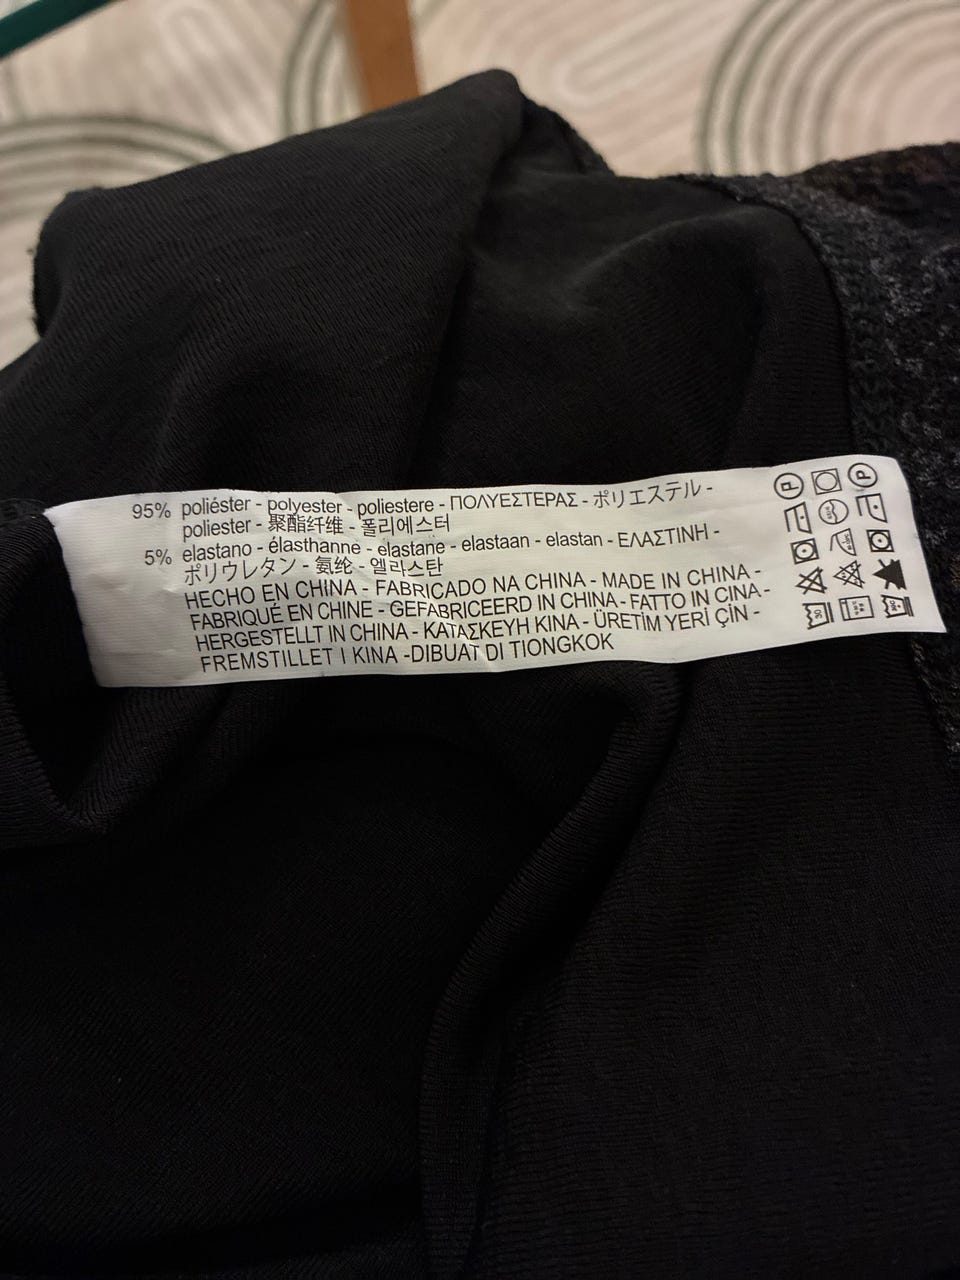 95% poliéster - polyester - poliestere - ΠΟΛΥΕΣΤΕΡΑΣ - ポリエステル -
poliester - 聚酯纤维 - 폴리에스터
5% elastano - élasthanne - elastane - elastaan - elastan - ΕΛΑΣΤΙΝΗ -
ポリウレタン - 氨纶 - 엘라스탄
HECHO EN CHINA - FABRICADO NA CHINA - MADE IN CHINA -
FABRIQUÉ EN CHINE - GEFABRICEERD IN CHINA - FATTO IN CINA -
HERGESTELLT IN CHINA - ΚΑΤΑΣΚΕΥΗ ΚΙΝΑ - ÜRETİM YERİ ÇİN -
FREMSTILLET I KINA -DIBUAT DI TIONGKOK
P P
30